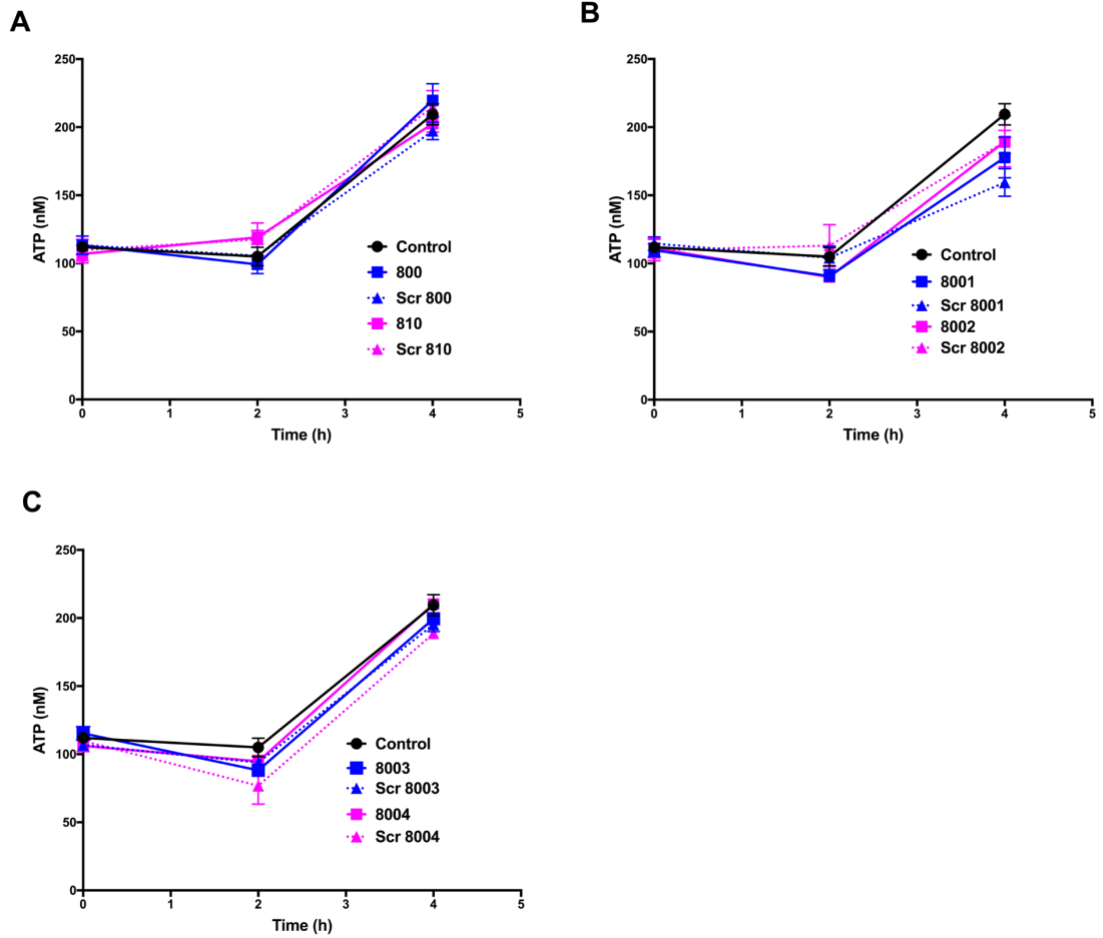 A
250
200
150
100
50
0
ATP (nM)
0 1 2 3 4 5
Time (h)
Control
800
Scr 800
810
Scr 810
B
250
200
150
100
50
0
ATP (nM)
0 1 2 3 4 5
Time (h)
Control
8001
Scr 8001
8002
Scr 8002
C
250
200
150
100
50
0
ATP (nM)
0 1 2 3 4 5
Time (h)
Control
8003
Scr 8003
8004
Scr 8004